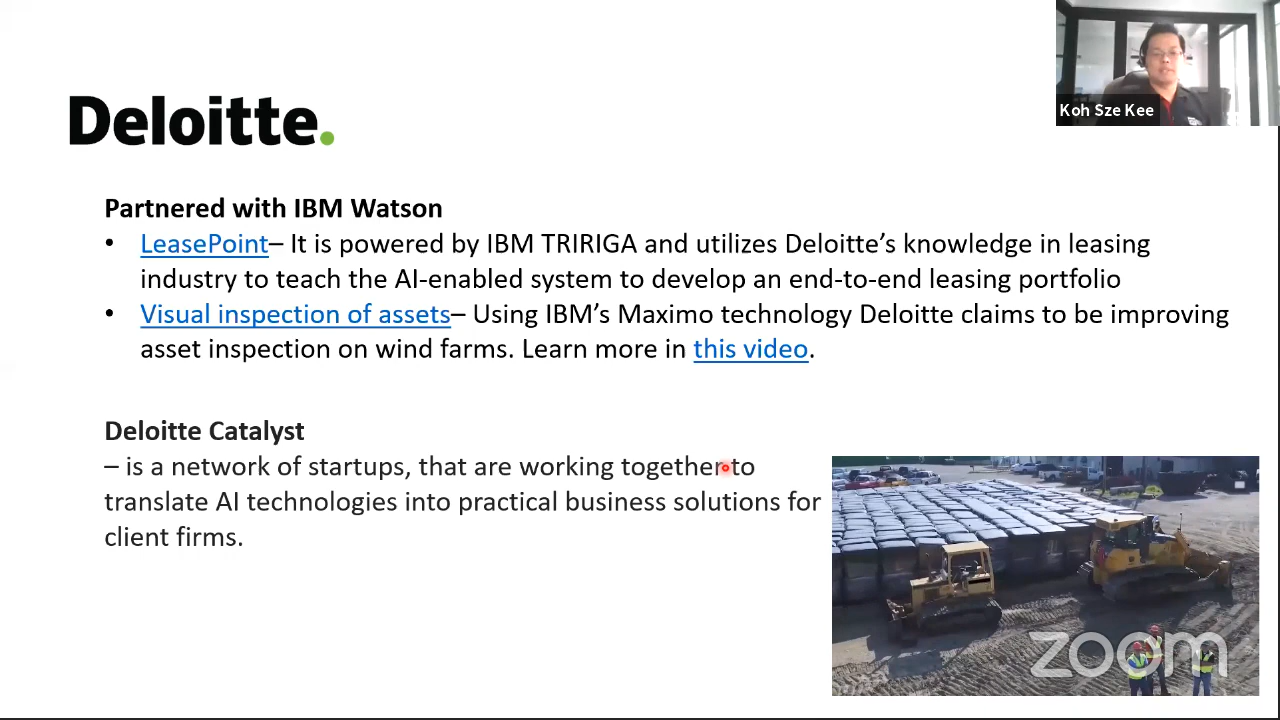 Koh Sze Kee
Deloitte.
Partnered with IBM Watson
• LeasePoint– It is powered by IBM TRIRIGA and utilizes Deloitte’s knowledge in leasing
industry to teach the AI-enabled system to develop an end-to-end leasing portfolio
• Visual inspection of assets– Using IBM’s Maximo technology Deloitte claims to be improving
asset inspection on wind farms. Learn more in this video.
Deloitte Catalyst
– is a network of startups, that are working together to
translate AI technologies into practical business solutions for
client firms.
zoom